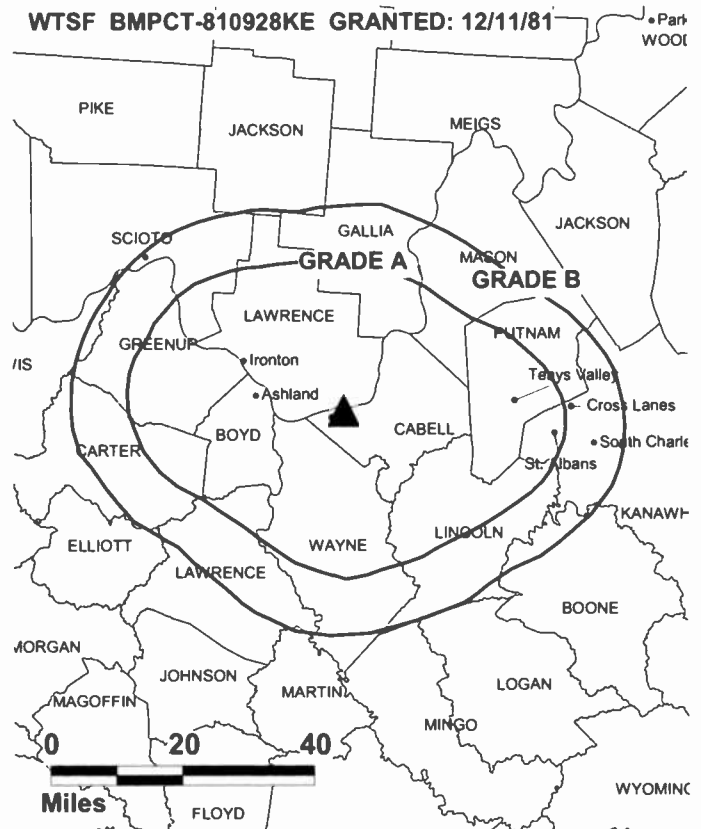 WTSF BMPCT-810928KE GRANTED: 12/11/81
Park
WOOD
PIKE
JACKSON
MEIGS
JACKSON
GALLIA
SCIOTO
MASON
GRADE A
GRADE B
LAWRENCE
PUTNAM
GREENUP
Ironton
/IS
Teays Valley
Ashland
Cross Lanes
CABELL
BOYD
South Charle
CARTER
St. Albans
KANAWH
LINCOLN
ELLIOTT
WAYNE
LAWRENCE
BOONE
MORGAN
JOHNSON
LOGAN
MARTIN
MAGOFFIN
MINGO
0 20 40
WYOMING
Miles
FLOYD